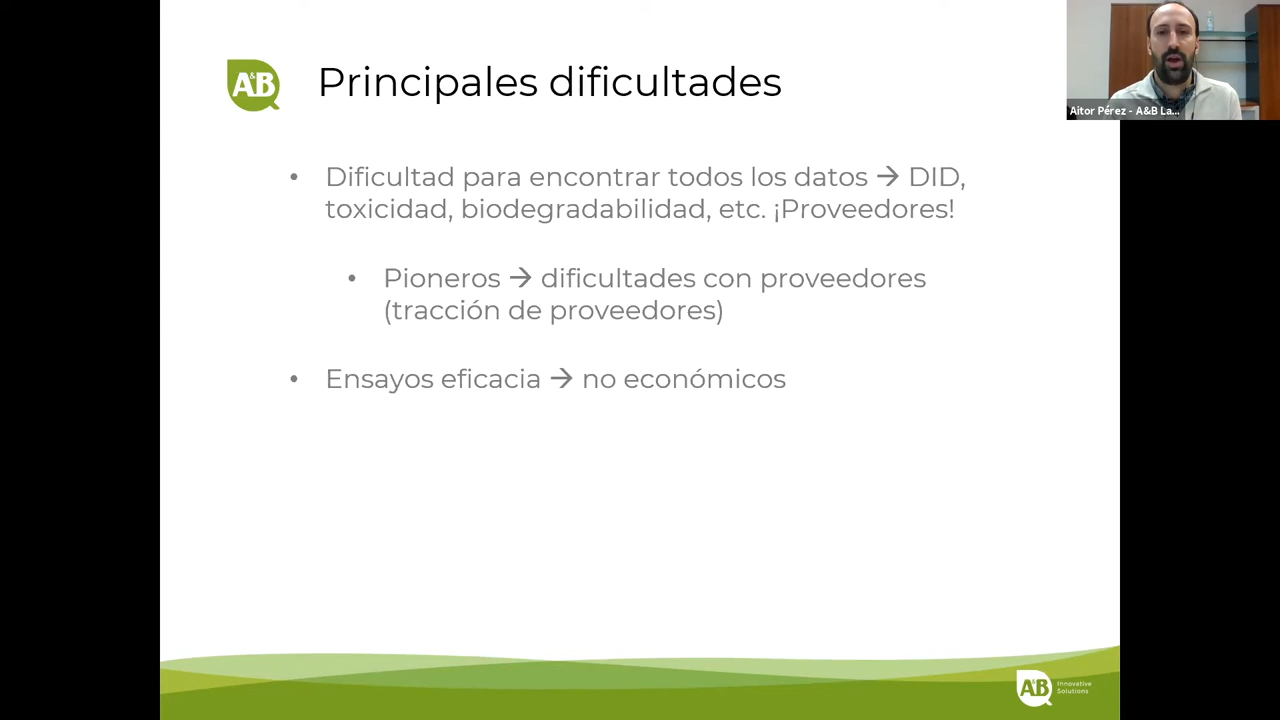 A&B
Principales dificultades
Aitor Pérez - A&B La...
• Dificultad para encontrar todos los datos → DID,
toxicidad, biodegradabilidad, etc. ¡Proveedores!
• Pioneros → dificultades con proveedores
(tracción de proveedores)
• Ensayos eficacia → no económicos
A&B
Innovative
Solutions